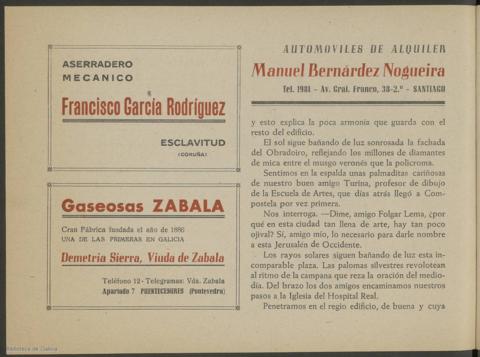 ASERRADERO
MECANICO
Francisco García Rodríguez
ESCLAVITUD
(CORUÑA)
Gaseosas ZABALA
Gran Fábrica fundada el año de 1886
UNA DE LAS PRIMERAS EN GALICIA
Demetria Sierra, Viuda de Zabala
Teléfono 12 - Telegramas: Vda. Zabala
Apartado 7 PUENTECESURES (Pontevedra)
AUTOMOVILES DE ALQUILER
Manuel Bernárdez Nogueira
Tel. 1981 - Av. Gral. Franco, 38-2.º - SANTIAGO
y esto explica la poca armonía que guarda con el
resto del edificio.
El sol sigue bañando de luz sonrosada la fachada
del Obradoiro, reflejando los millones de diamantes
de mica entre el musgo veronés que la policroma.
Sentimos en la espalda unas palmaditas cariñosas
de nuestro buen amigo Turina, profesor de dibujo
de la Escuela de Artes, que días atrás llegó a Com-
postela por vez primera.
Nos interroga. —Dime, amigo Folgar Lema, ¿por
qué en esta ciudad tan llena de arte, hay tan poco
ojival? Sí, amigo mío, lo necesario para darle nombre
a esta Jerusalén de Occidente.
Los rayos solares siguen bañando de luz esta in-
comparable plaza. Las palomas silvestres revolotean
al ritmo de la campana que reza la oración del medio-
día. Del brazo los dos amigos encaminamos nuestros
pasos a la Iglesia del Hospital Real.
Penetramos en el regio edificio, de buena y cuya
Biblioteca de Galicia